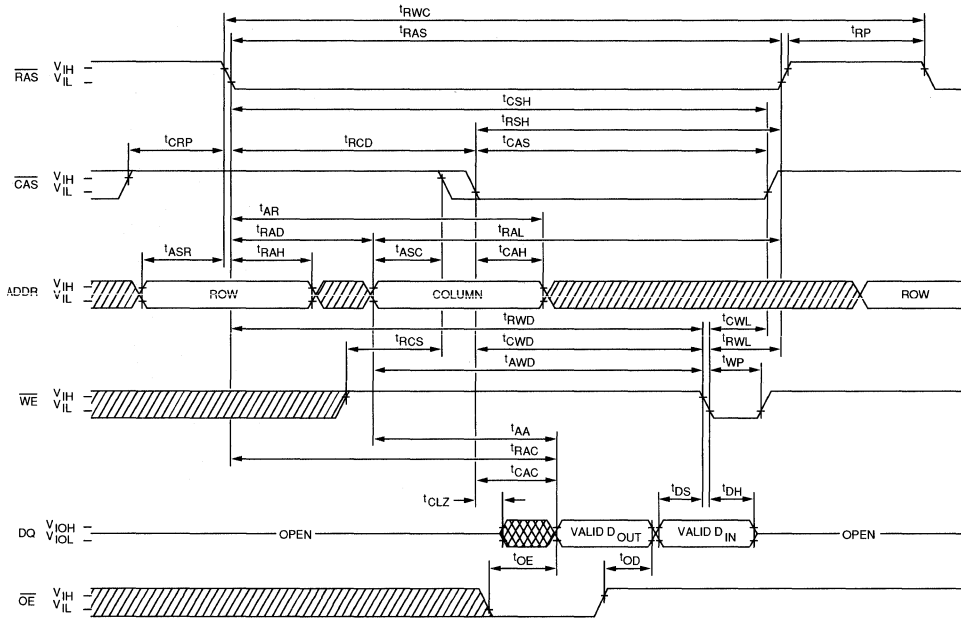 tRWC
tRAS tRP
RAS VIH VIL
tCSH
tRSH
tCRP tRCD tCAS
CAS VIH VIL
tAR
tRAD tRAL
tASR tRAH tASC tCAH
ADDR VIH VIL ROW COLUMN ROW
tRWD tCWL
tRCS tCWD tRWL
tAWD tWP
WE VIH VIL
tAA
tRAC
tCAC
tCLZ tDS tDH
DQ VIOH VIOL OPEN VALID DOUT VALID DIN OPEN
tOE tOD
OE VIH VIL